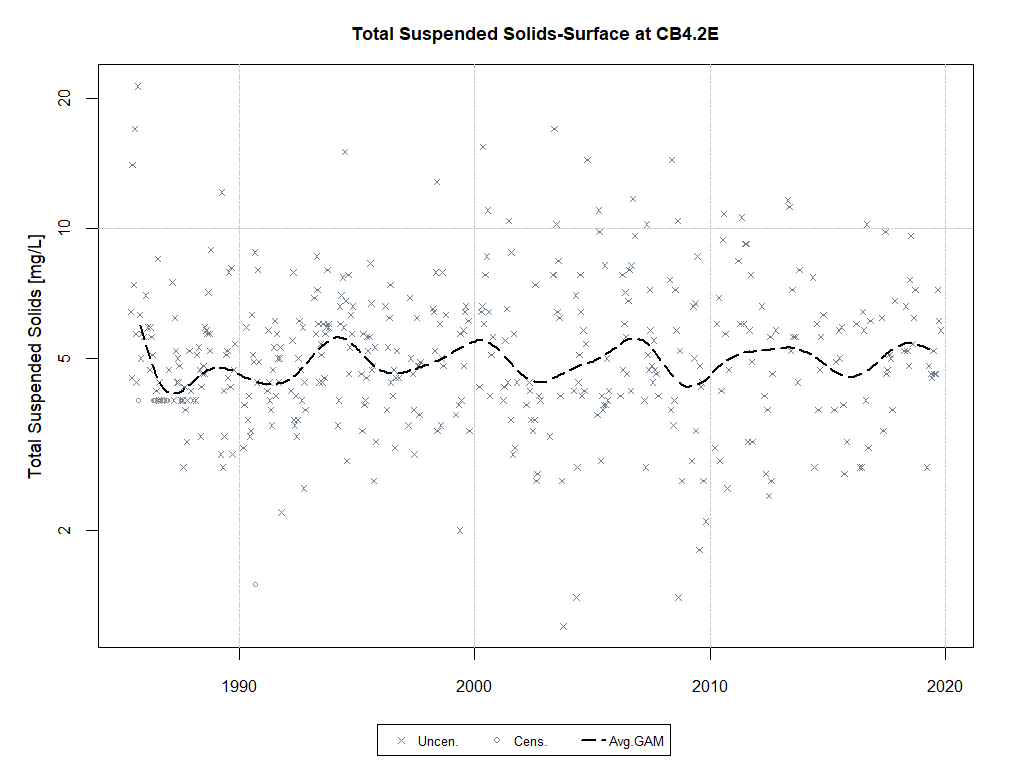 Total Suspended Solids-Surface at CB4.2E
Total Suspended Solids [mg/L]
20
10
5
2
1990 2000 2010 2020
Uncen. Cens. Avg.GAM